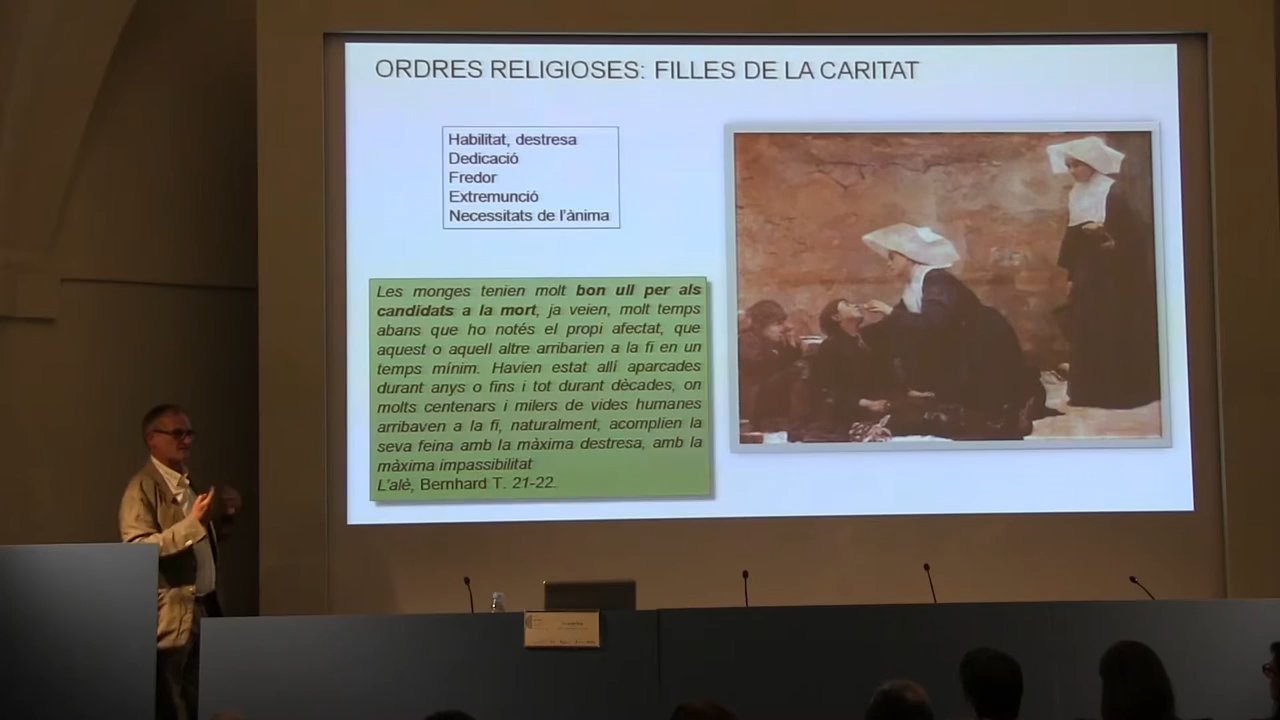 ORDRES RELIGIOSES: FILLES DE LA CARITAT
Habilitat, destresa
Dedicació
Fredor
Extremunció
Necessitats de l'ànima
Les monges tenien molt bon ull per als
candidats a la mort, ja veien, molt temps
abans que ho notés el propi afectat, que
aquest o aquell altre arribarien a la fi en un
temps mínim. Havien estat allí aparcades
durant anys o fins i tot durant dècades, on
molts centenars i milers de vides humanes
arribaven a la fi, naturalment, acomplien la
seva feina amb la màxima destresa, amb la
màxima impassibilitat
L'alè, Bernhard T. 21-22.